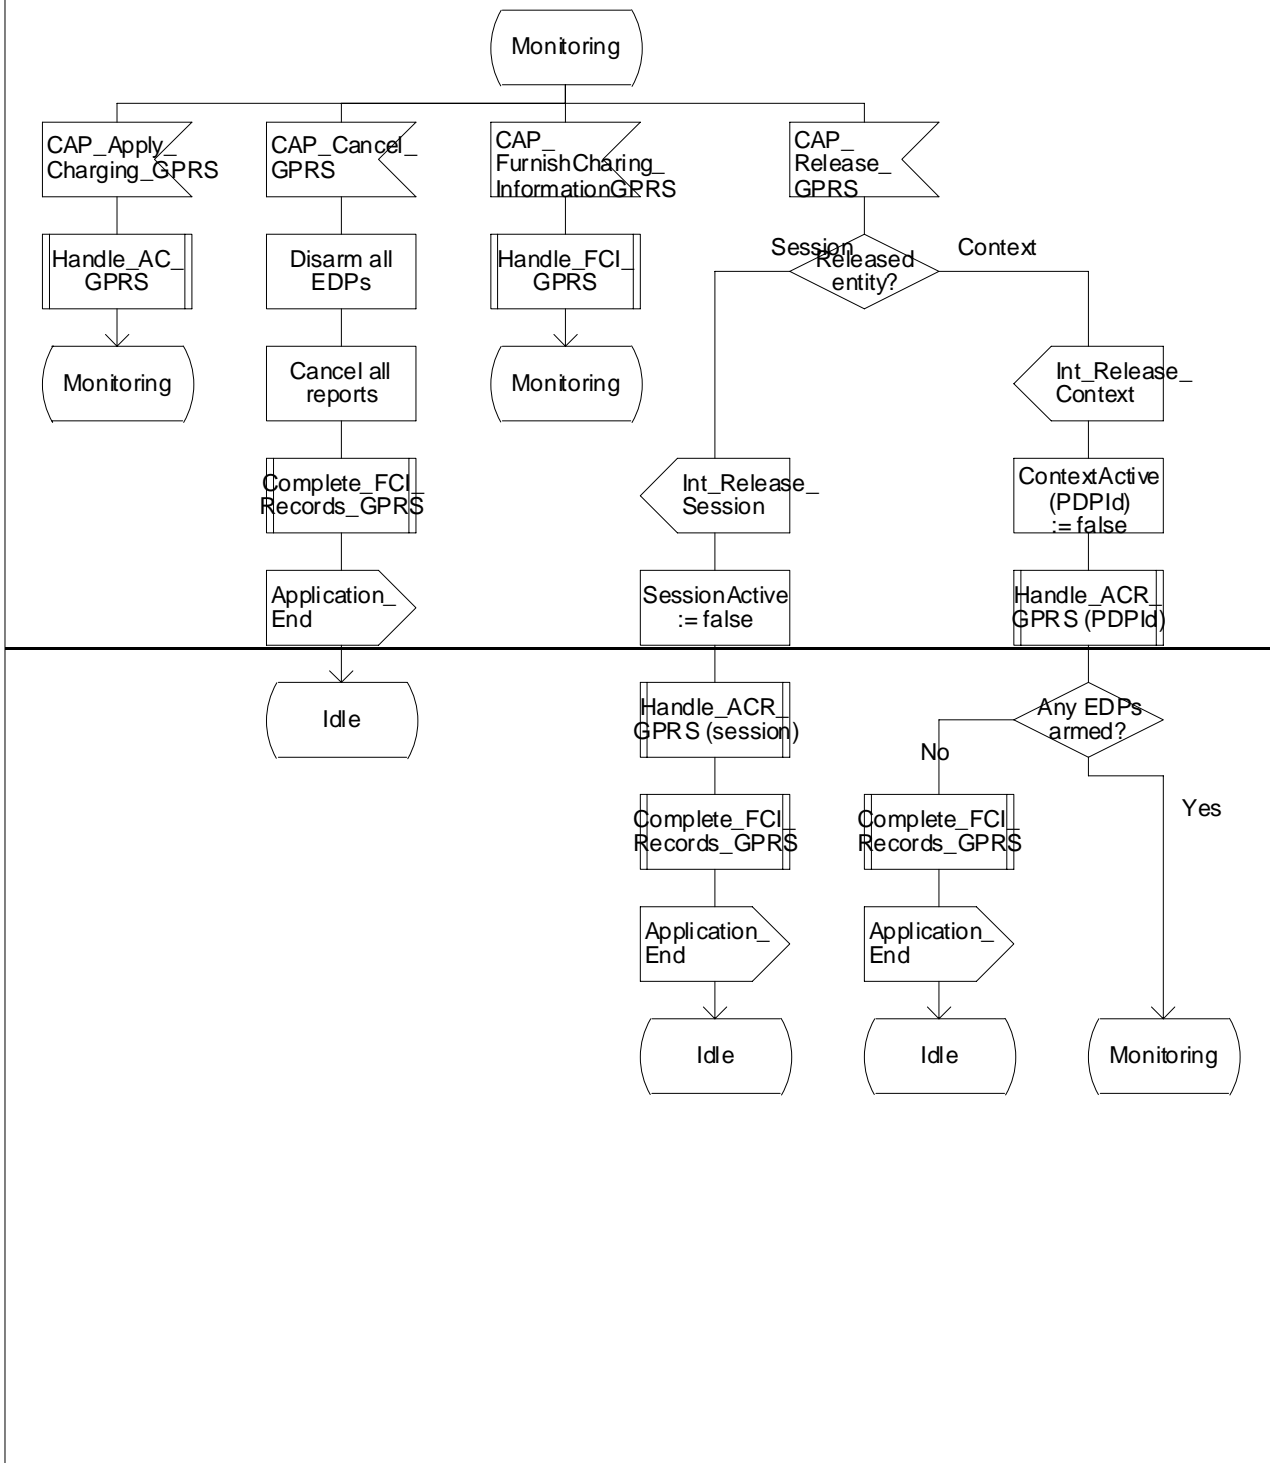 Monitoring
CAP_Apply_
Charging_GPRS
CAP_Cancel_
GPRS
CAP_
FurnishCharing_
InformationGPRS
CAP_
Release_
GPRS
Handle_AC_
GPRS
Disarm all
EDPs
Handle_FCI_
GPRS
Session
Released
entity?
Context
Monitoring
Cancel all
reports
Monitoring
Int_Release_
Context
Complete_FCI_
Records_GPRS
Int_Release_
Session
ContextActive
(PDPId)
:= false
Application_
End
SessionActive
:= false
Handle_ACR_
GPRS (PDPId)
Idle
Handle_ACR_
GPRS (session)
Any EDPs
armed?
No
Yes
Complete_FCI_
Records_GPRS
Complete_FCI_
Records_GPRS
Application_
End
Application_
End
Idle
Idle
Monitoring